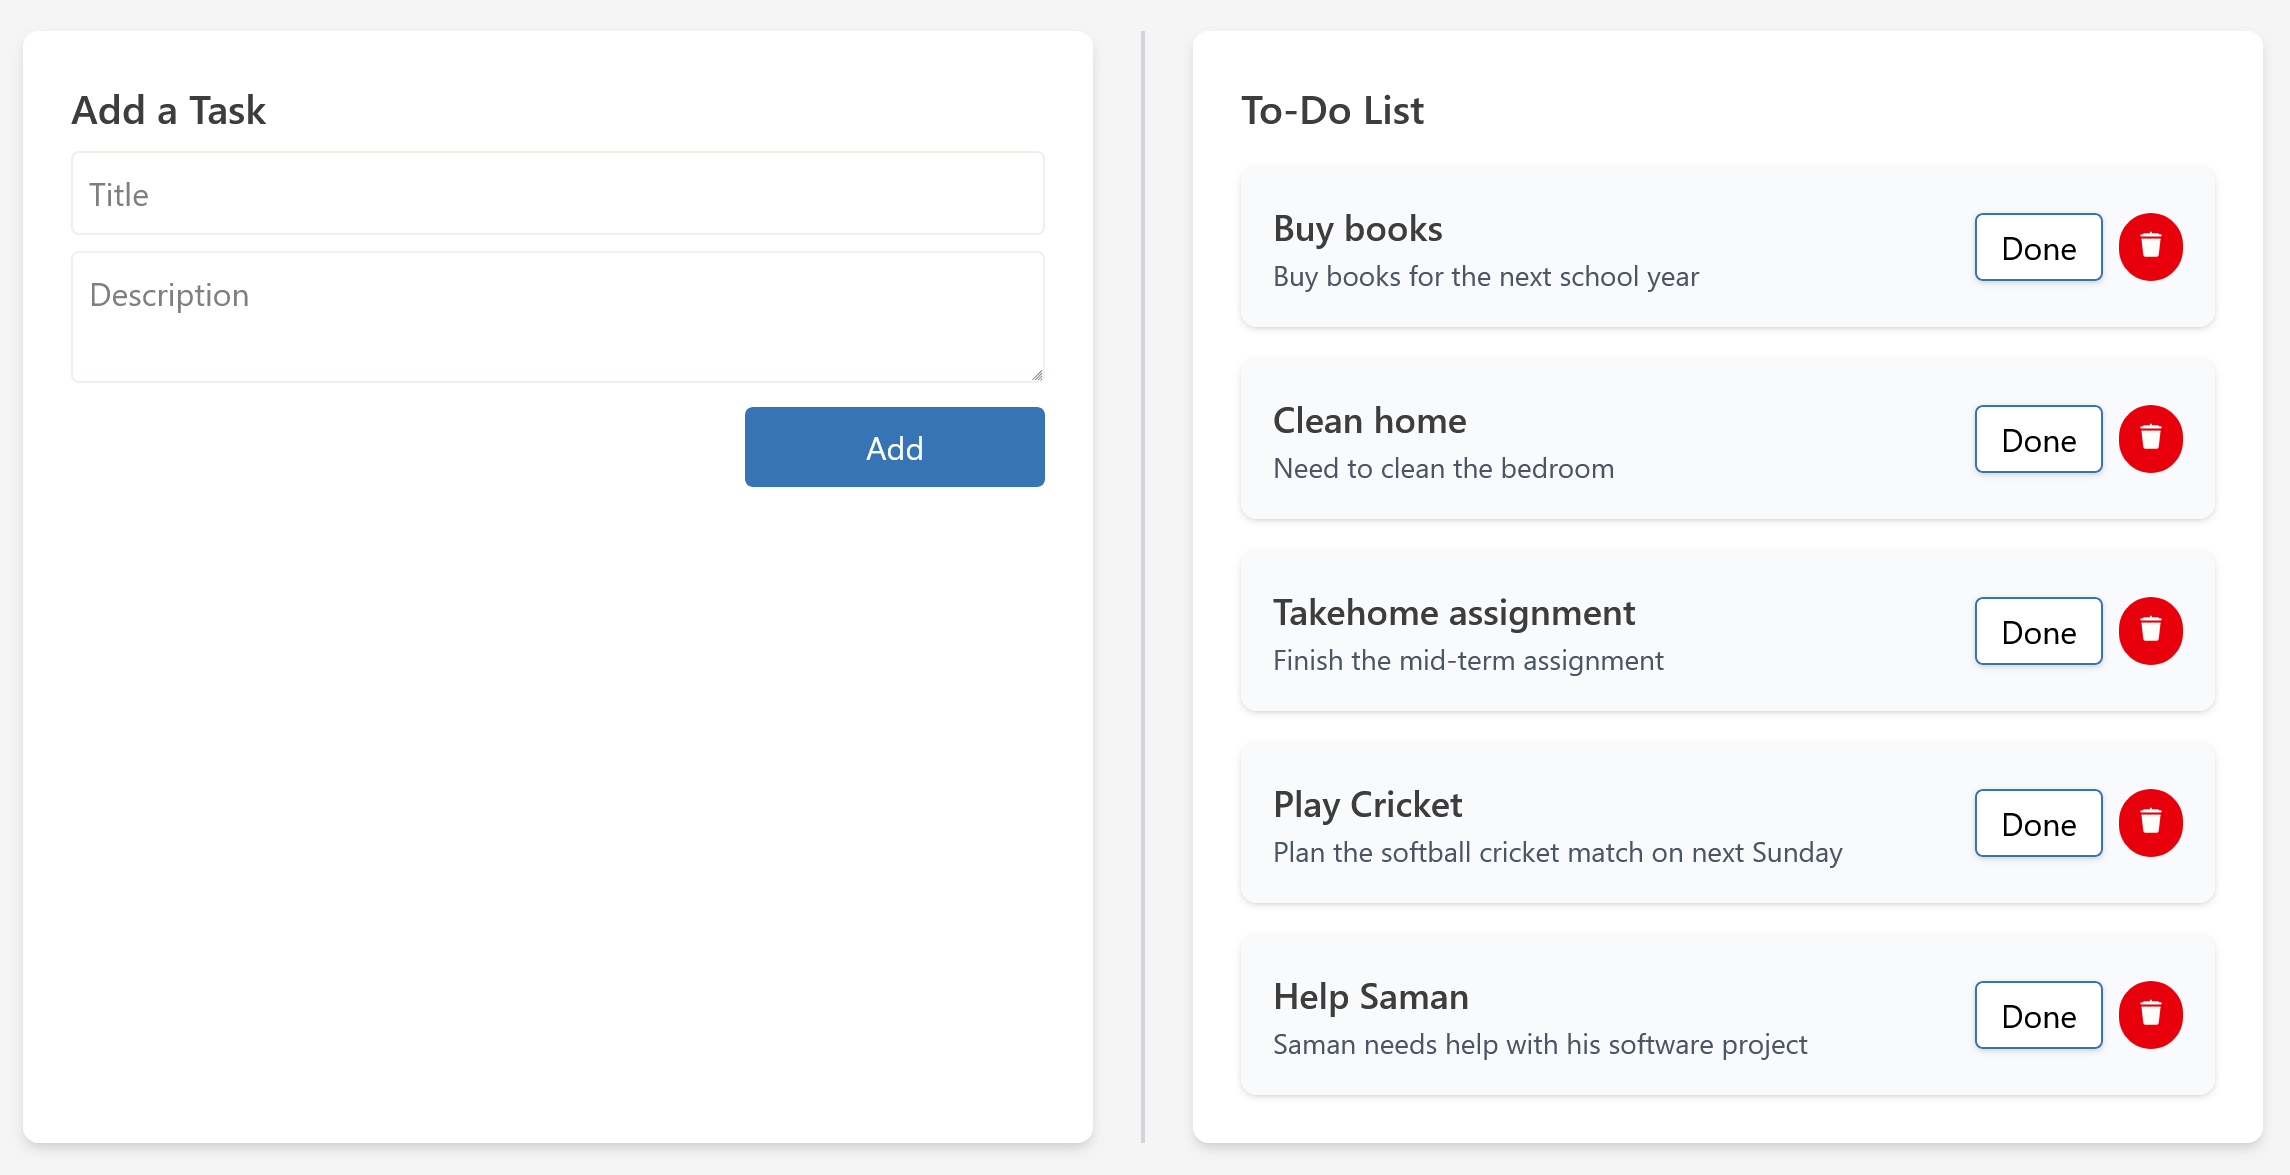 Add a Task
Title
Description
Add
To-Do List
Buy books
Buy books for the next school year
Done
Clean home
Need to clean the bedroom
Done
Takehome assignment
Finish the mid-term assignment
Done
Play Cricket
Plan the softball cricket match on next Sunday
Done
Help Saman
Saman needs help with his software project
Done